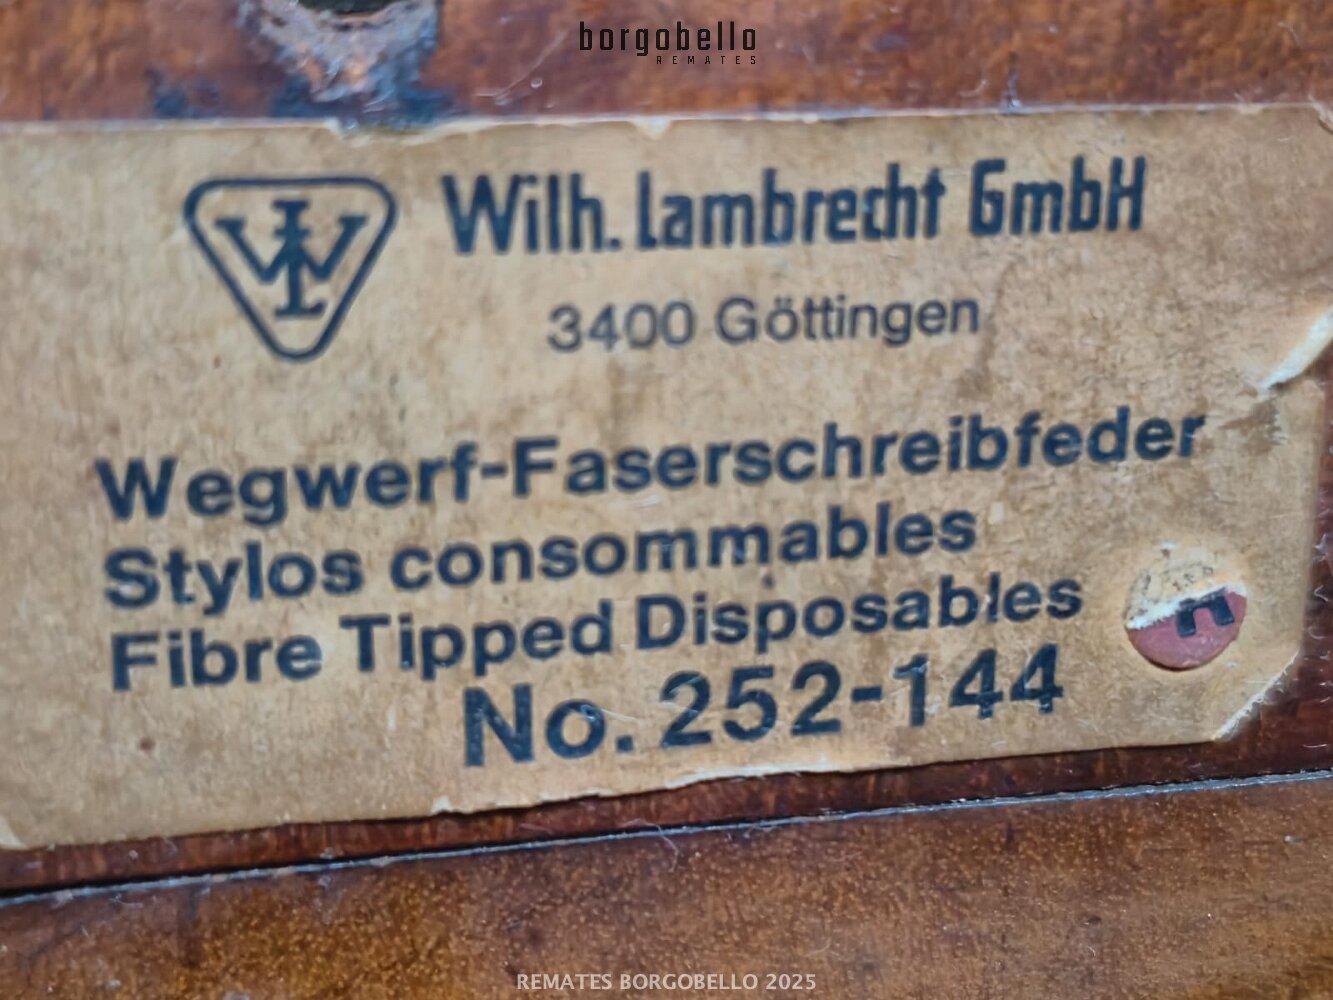 borgobello
REMATES
Wilh. Lambrecht GmbH
3400 Göttingen
Wegwerf-Faserschreibfeder
Stylos consommables
Fibre Tipped Disposables
No. 252-144
REMATES BORGOBELLO 2025